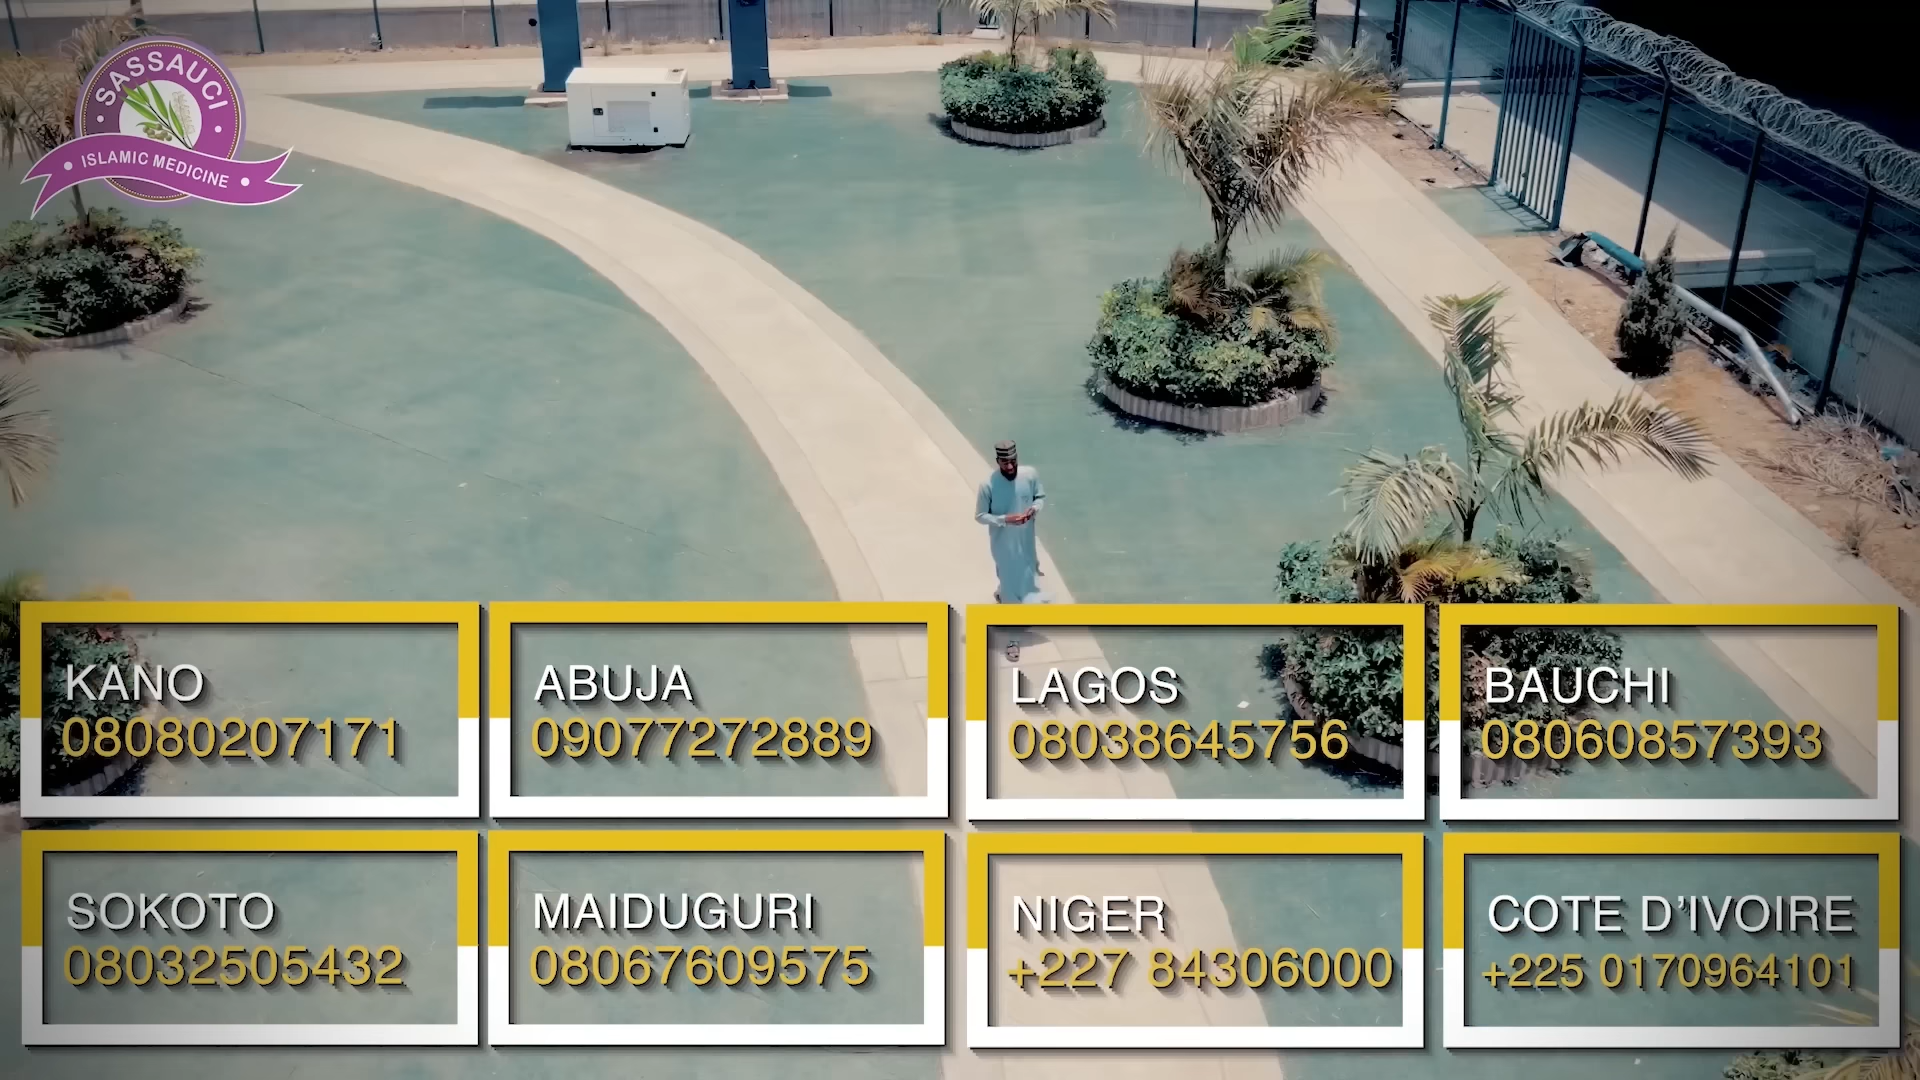 SASSAUCI
ISLAMIC MEDICINE
KANO
08080207171
ABUJA
09077272889
LAGOS
08038645756
BAUCHI
08060857393
SOKOTO
08032505432
MAIDUGURI
08067609575
NIGER
+227 84306000
COTE D'IVOIRE
+225 0170964101